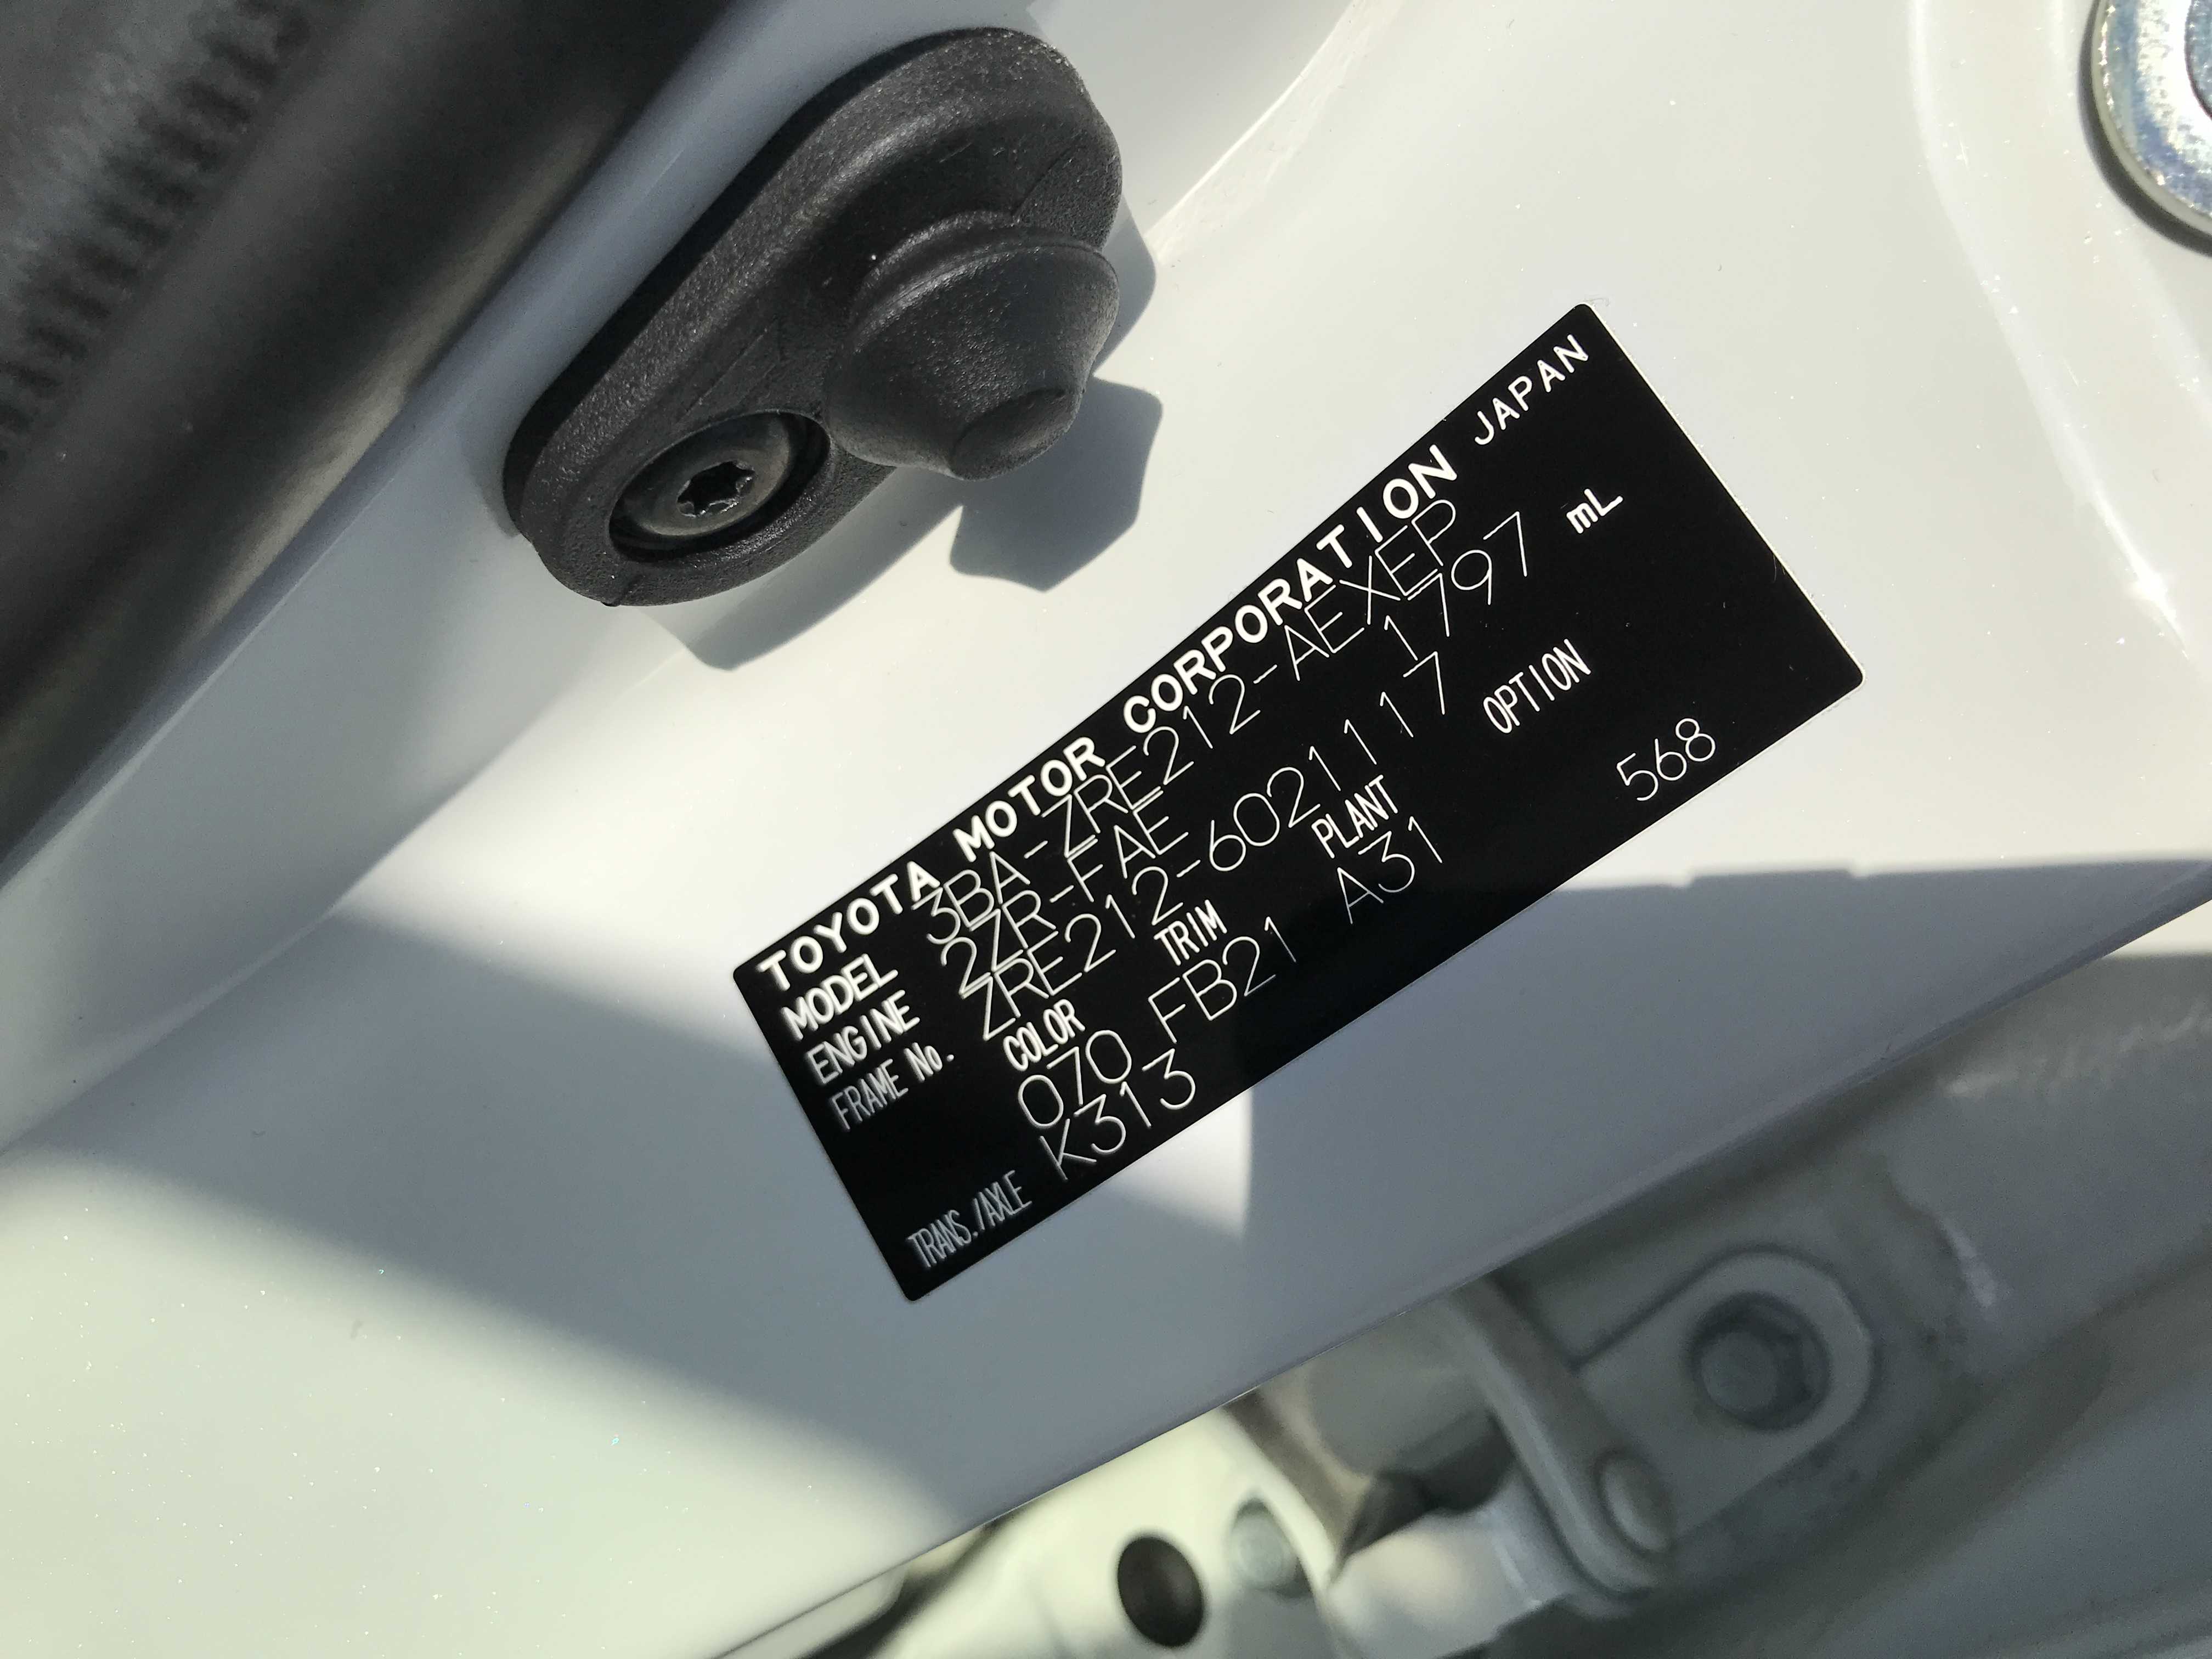 TOYOTA MOTOR CORPORATION JAPAN
MODEL 3BA-ZRE212-AEXEP
ENGINE 2ZR-FAE 1797 mL
FRAME No. ZRE212-6021117
COLOR TRIM PLANT OPTION
070 FB21 A31 568
TRANS./AXLE K313